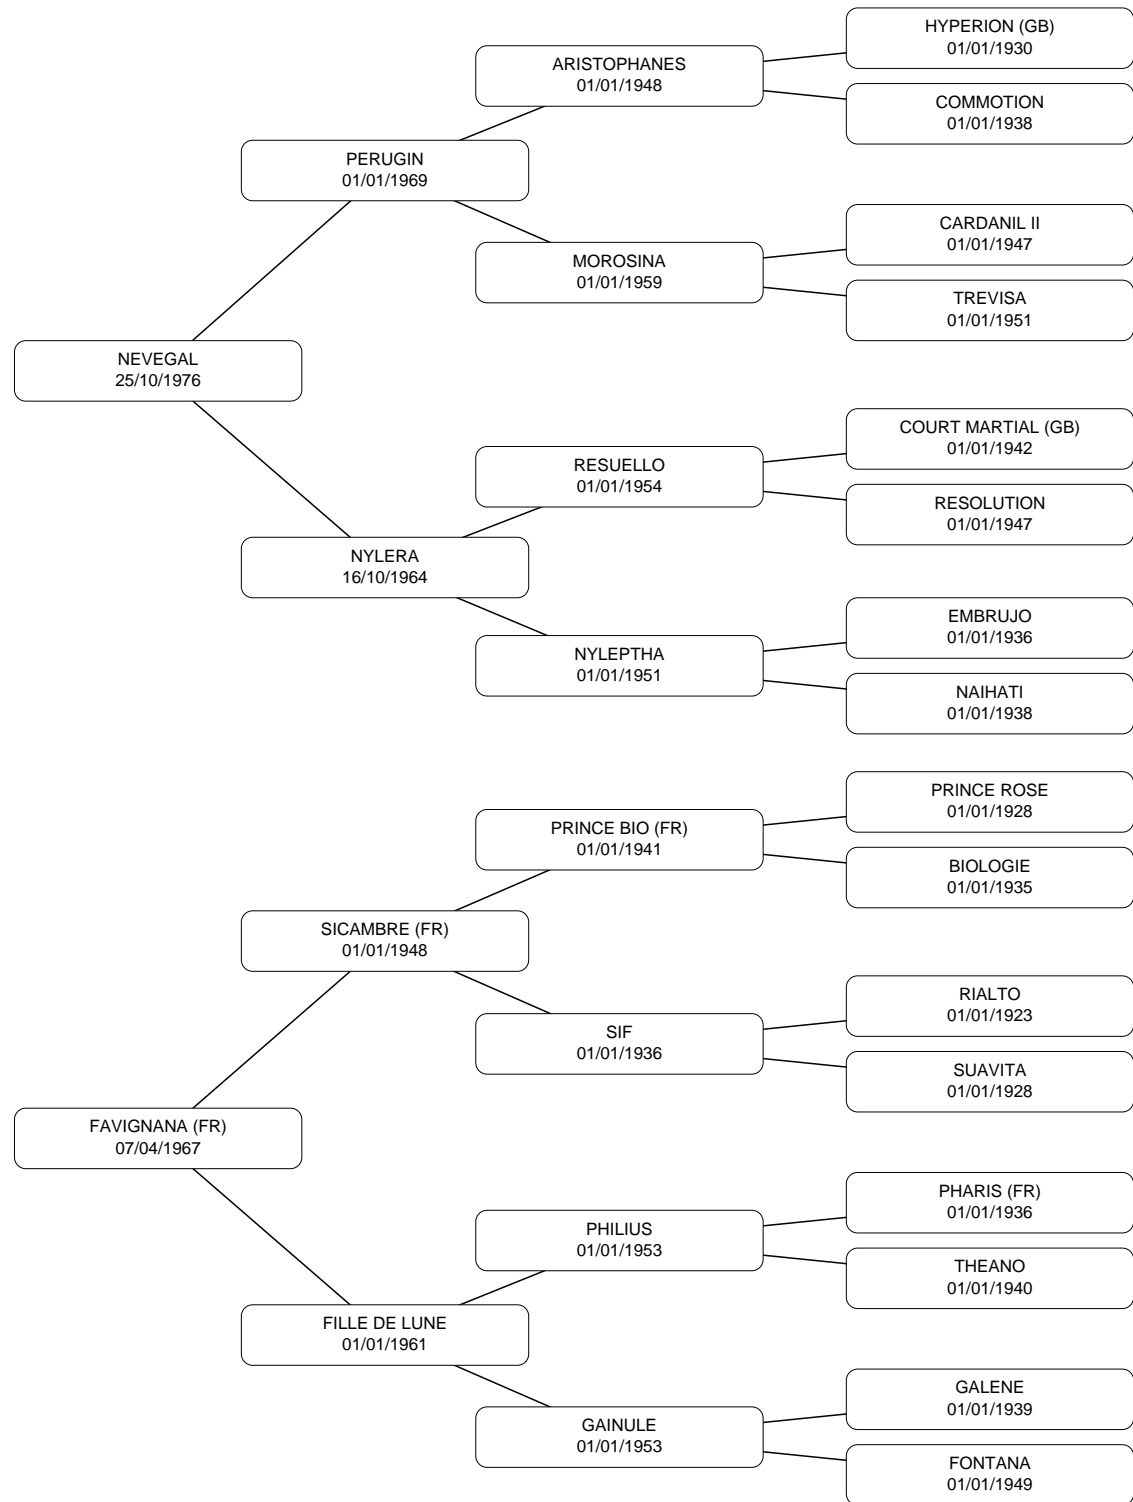 HYPERION (GB)
01/01/1930
ARISTOPHANES
01/01/1948
COMMOTION
01/01/1938
PERUGIN
01/01/1969
CARDANIL II
01/01/1947
MOROSINA
01/01/1959
TREVISA
01/01/1951
NEVEGAL
25/10/1976
COURT MARTIAL (GB)
01/01/1942
RESUELLO
01/01/1954
RESOLUTION
01/01/1947
NYLERA
16/10/1964
EMBRUJO
01/01/1936
NYLEPTHA
01/01/1951
NAIHATI
01/01/1938
PRINCE ROSE
01/01/1928
PRINCE BIO (FR)
01/01/1941
BIOLOGIE
01/01/1935
SICAMBRE (FR)
01/01/1948
RIALTO
01/01/1923
SIF
01/01/1936
SUAVITA
01/01/1928
FAVIGNANA (FR)
07/04/1967
PHARIS (FR)
01/01/1936
PHILIUS
01/01/1953
THEANO
01/01/1940
FILLE DE LUNE
01/01/1961
GALENE
01/01/1939
GAINULE
01/01/1953
FONTANA
01/01/1949